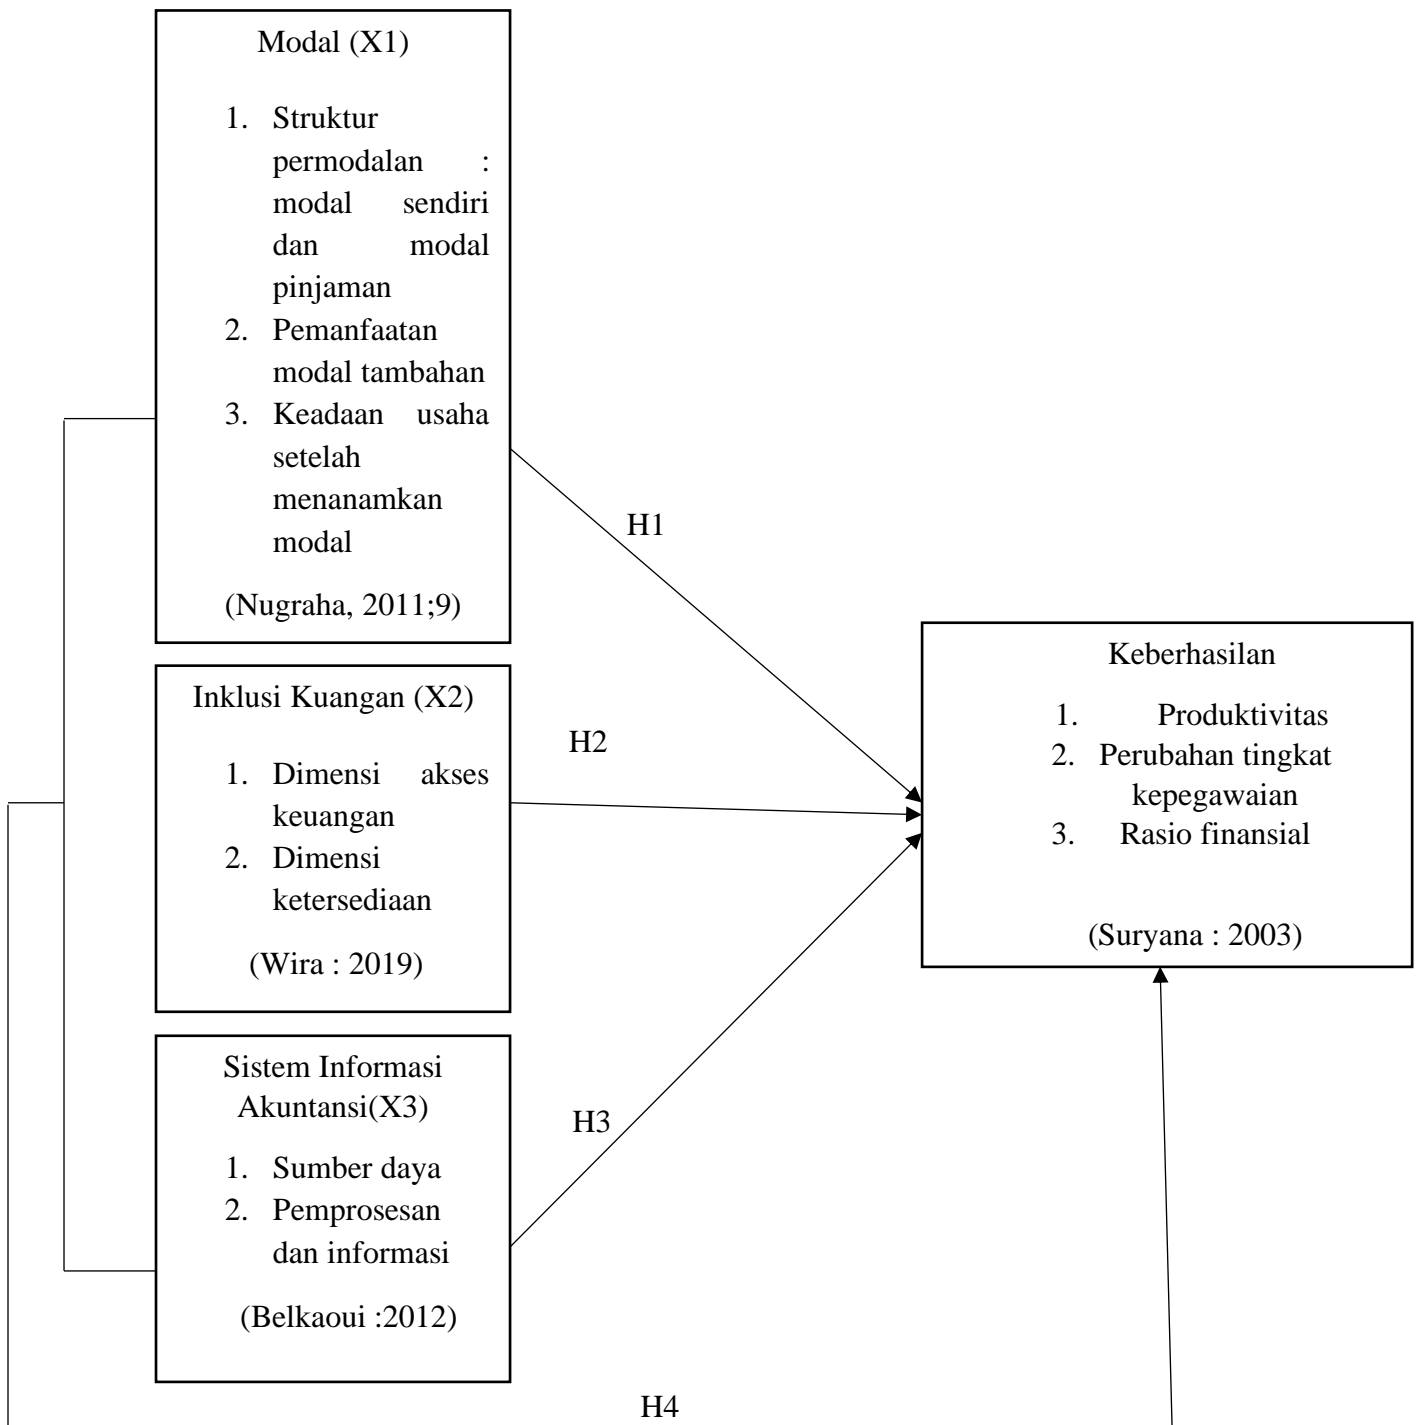 Modal (X1)
1. Struktur
permodalan :
modal sendiri
dan modal
pinjaman
2. Pemanfaatan
modal tambahan
3. Keadaan usaha
setelah
menanamkan
modal
(Nugraha, 2011;9)
H1
Inklusi Kuangan (X2)
1. Dimensi akses
keuangan
2. Dimensi
ketersediaan
(Wira : 2019)
H2
Keberhasilan
1. Produktivitas
2. Perubahan tingkat
kepegawaian
3. Rasio finansial
(Suryana : 2003)
Sistem Informasi
Akuntansi(X3)
1. Sumber daya
2. Pemprosesan
dan informasi
(Belkaoui :2012)
H3
H4